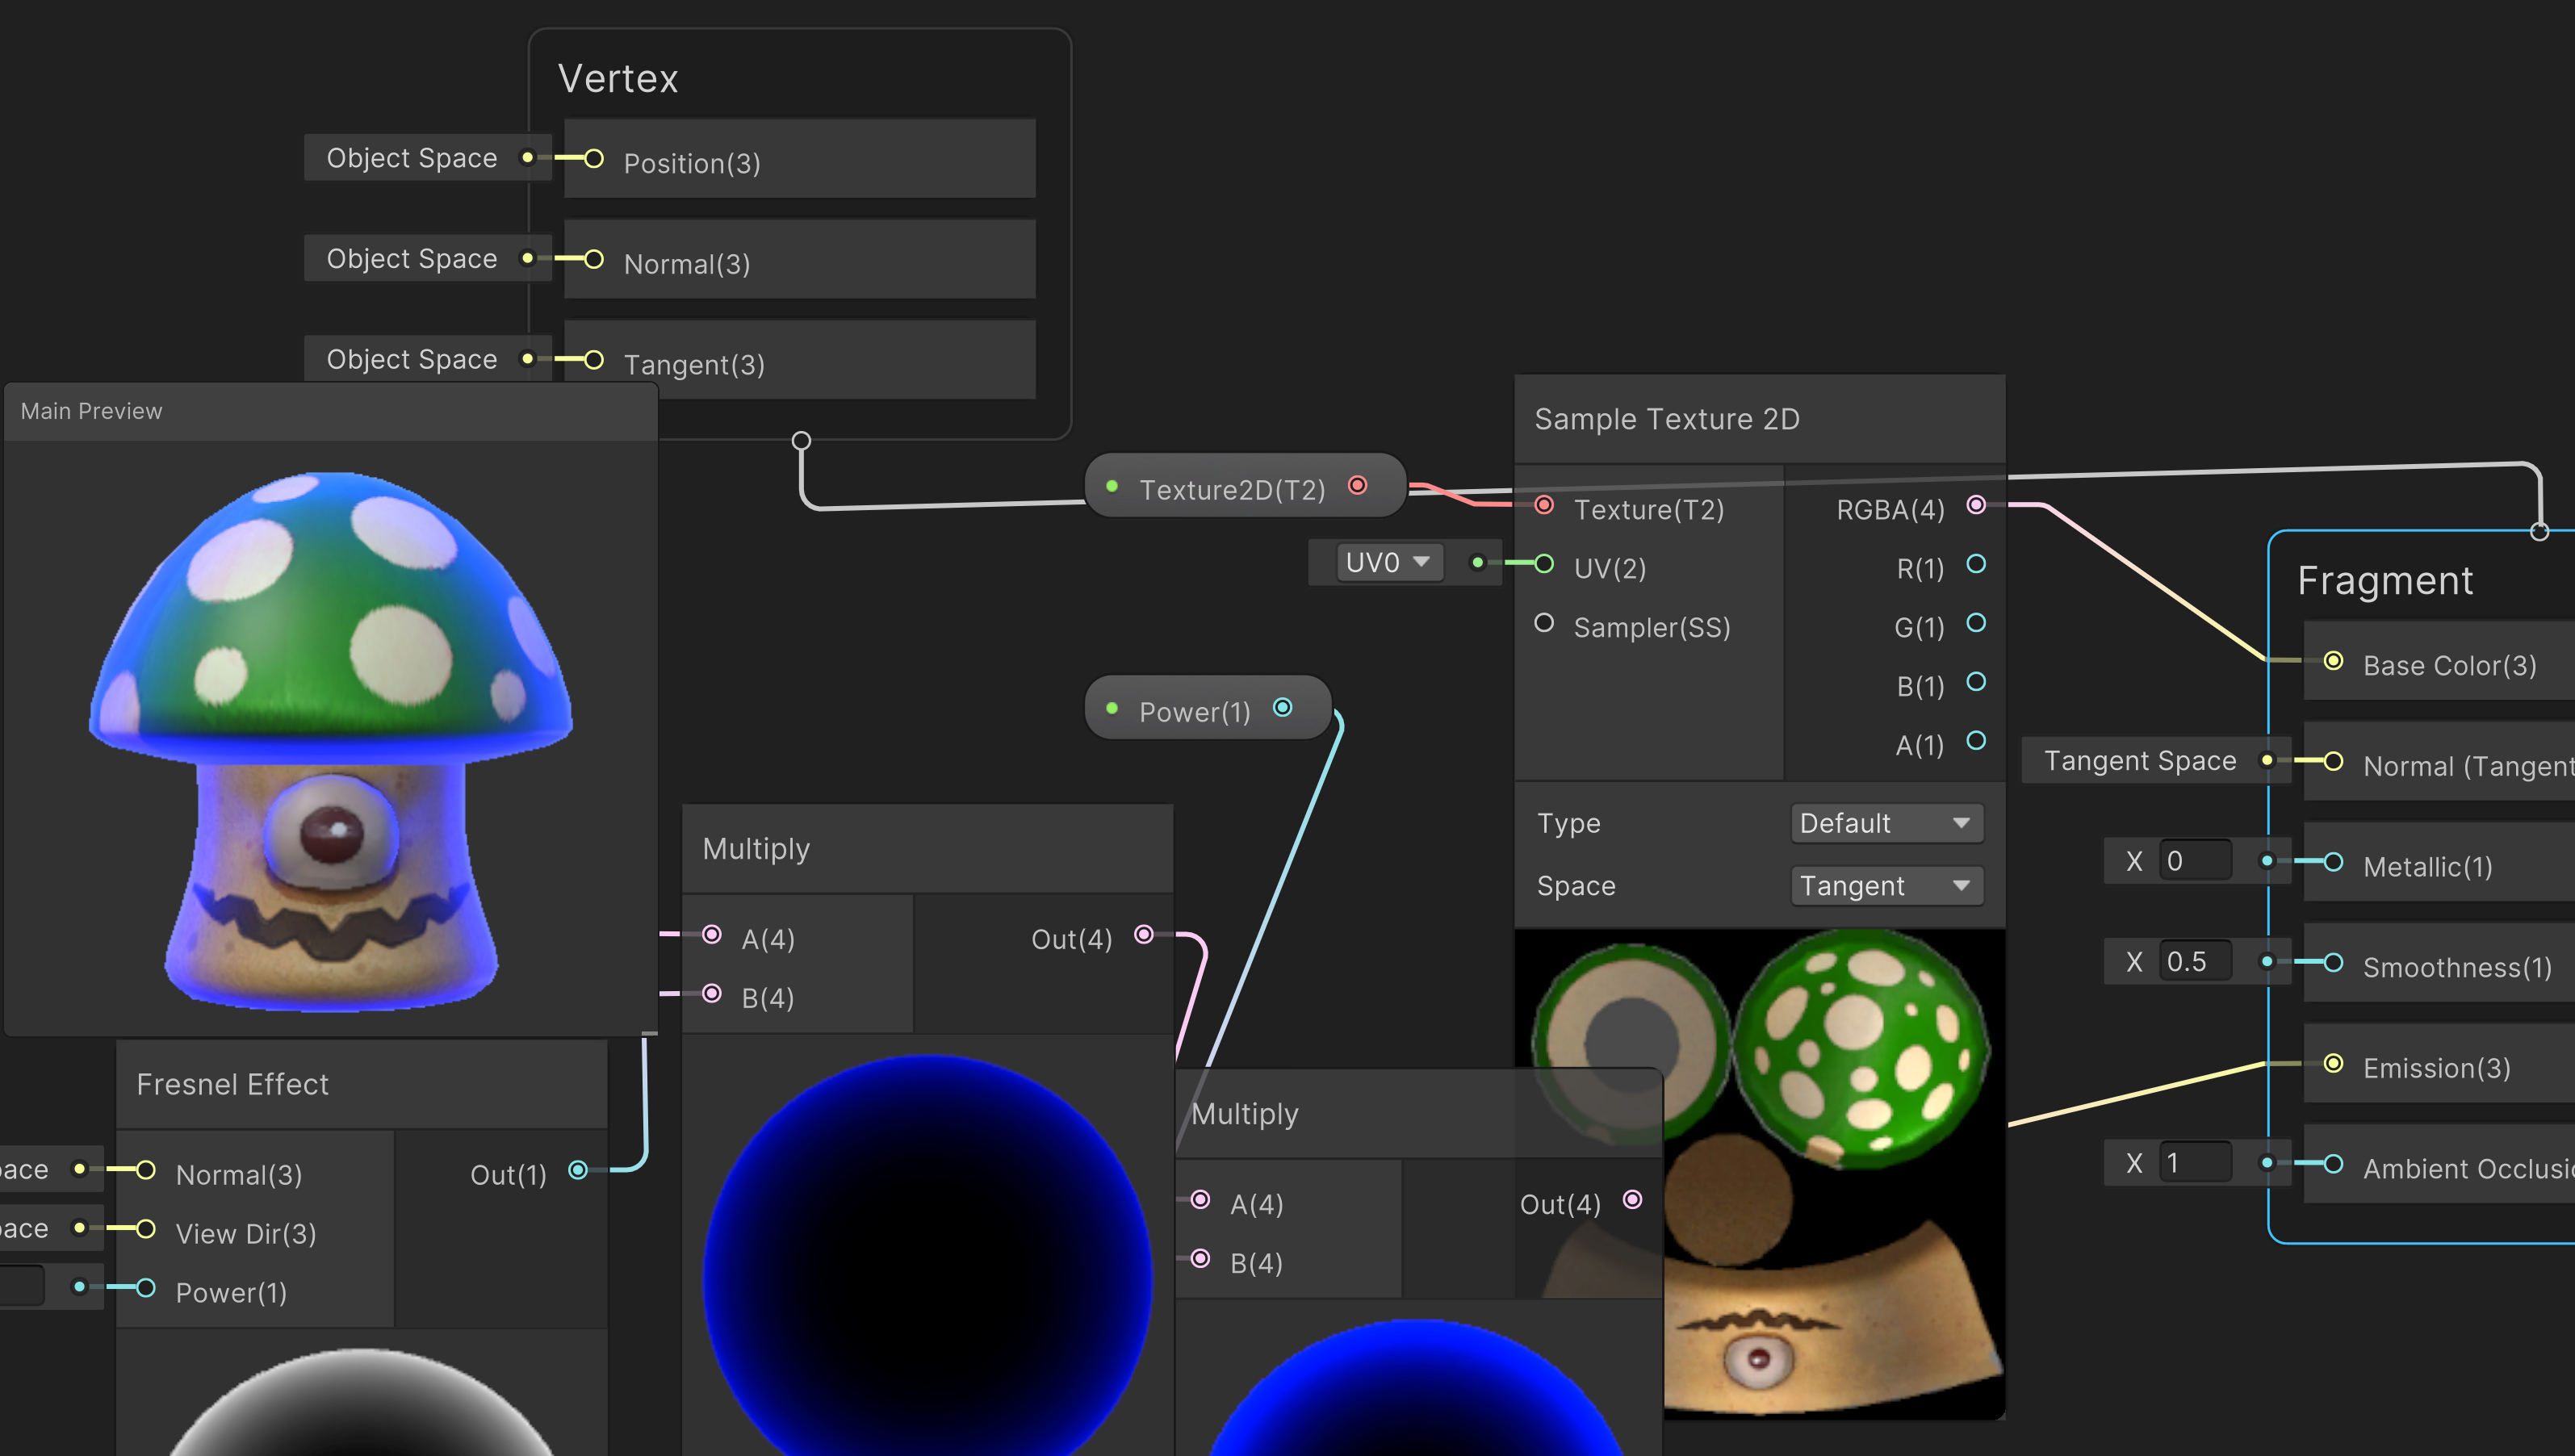 Vertex
Object Space
Position(3)
Object Space
Normal(3)
Object Space
Tangent(3)
Main Preview
Texture2D(T2)
Sample Texture 2D
Texture(T2)
RGBA(4)
UV0
UV(2)
R(1)
Sampler(SS)
G(1)
B(1)
A(1)
Type
Default
Space
Tangent
Power(1)
Fragment
Base Color(3)
Tangent Space
Normal (Tangent
X 0
Metallic(1)
X 0.5
Smoothness(1)
Emission(3)
X 1
Ambient
Multiply
A(4)
Out(4)
B(4)
Multiply
A(4)
Out(4)
B(4)
Fresnel Effect
Normal(3)
Out(1)
View Dir(3)
Power(1)